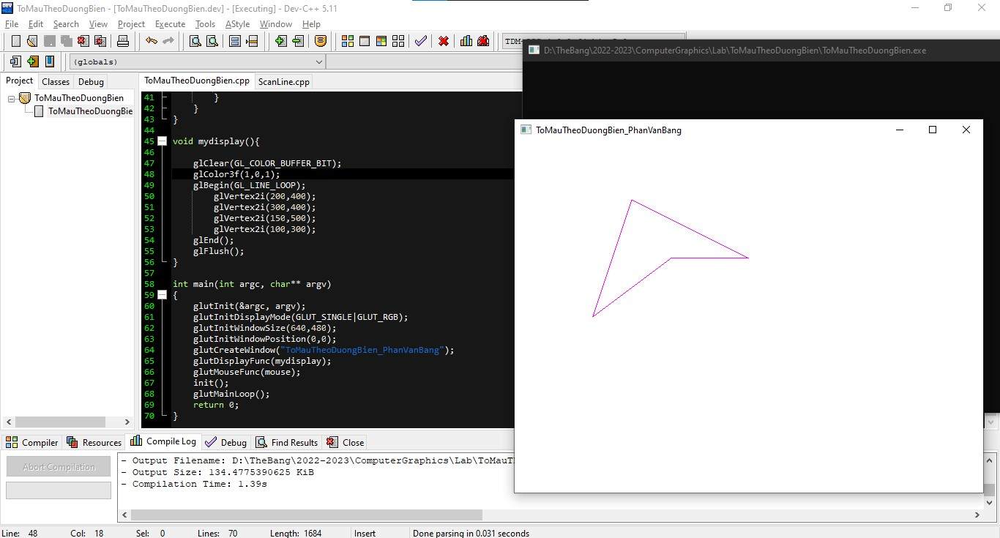 ToMauTheoDuongBien - [ToMauTheoDuongBien.dev] - [Executing] - Dev-C++ 5.11
File Edit Search View Project Execute Tools AStyle Window Help
(globals)
D:\TheBang\2022-2023\ComputerGraphics\Lab\ToMauTheoDuongBien\ToMauTheoDuongBien.exe
Project Classes Debug
ToMauTheoDuongBien
ToMauTheoDuongBie
ToMauTheoDuongBien.cpp ScanLine.cpp
41 }
42 }
43 }
44
45 void mydisplay(){
46
47 glClear(GL_COLOR_BUFFER_BIT);
48 glColor3f(1,0,1);
49 glBegin(GL_LINE_LOOP);
50 glVertex2i(200,400);
51 glVertex2i(300,400);
52 glVertex2i(150,500);
53 glVertex2i(100,300);
54 glEnd();
55 glFlush();
56 }
57
58 int main(int argc, char** argv)
59 {
60 glutInit(&argc, argv);
61 glutInitDisplayMode(GLUT_SINGLE|GLUT_RGB);
62 glutInitWindowSize(640,480);
63 glutInitWindowPosition(0,0);
64 glutCreateWindow("ToMauTheoDuongBien_PhanVanBang");
65 glutDisplayFunc(mydisplay);
66 glutMouseFunc(mouse);
67 init();
68 glutMainLoop();
69 return 0;
70 }
ToMauTheoDuongBien_PhanVanBang
Compiler Resources Compile Log Debug Find Results Close
Abort Compilation
- Output Filename: D:\TheBang\2022-2023\ComputerGraphics\Lab\ToMauT
- Output Size: 134.4775390625 KiB
- Compilation Time: 1.39s
Line: 48 Col: 18 Sel: 0 Lines: 70 Length: 1684 Insert Done parsing in 0.031 seconds